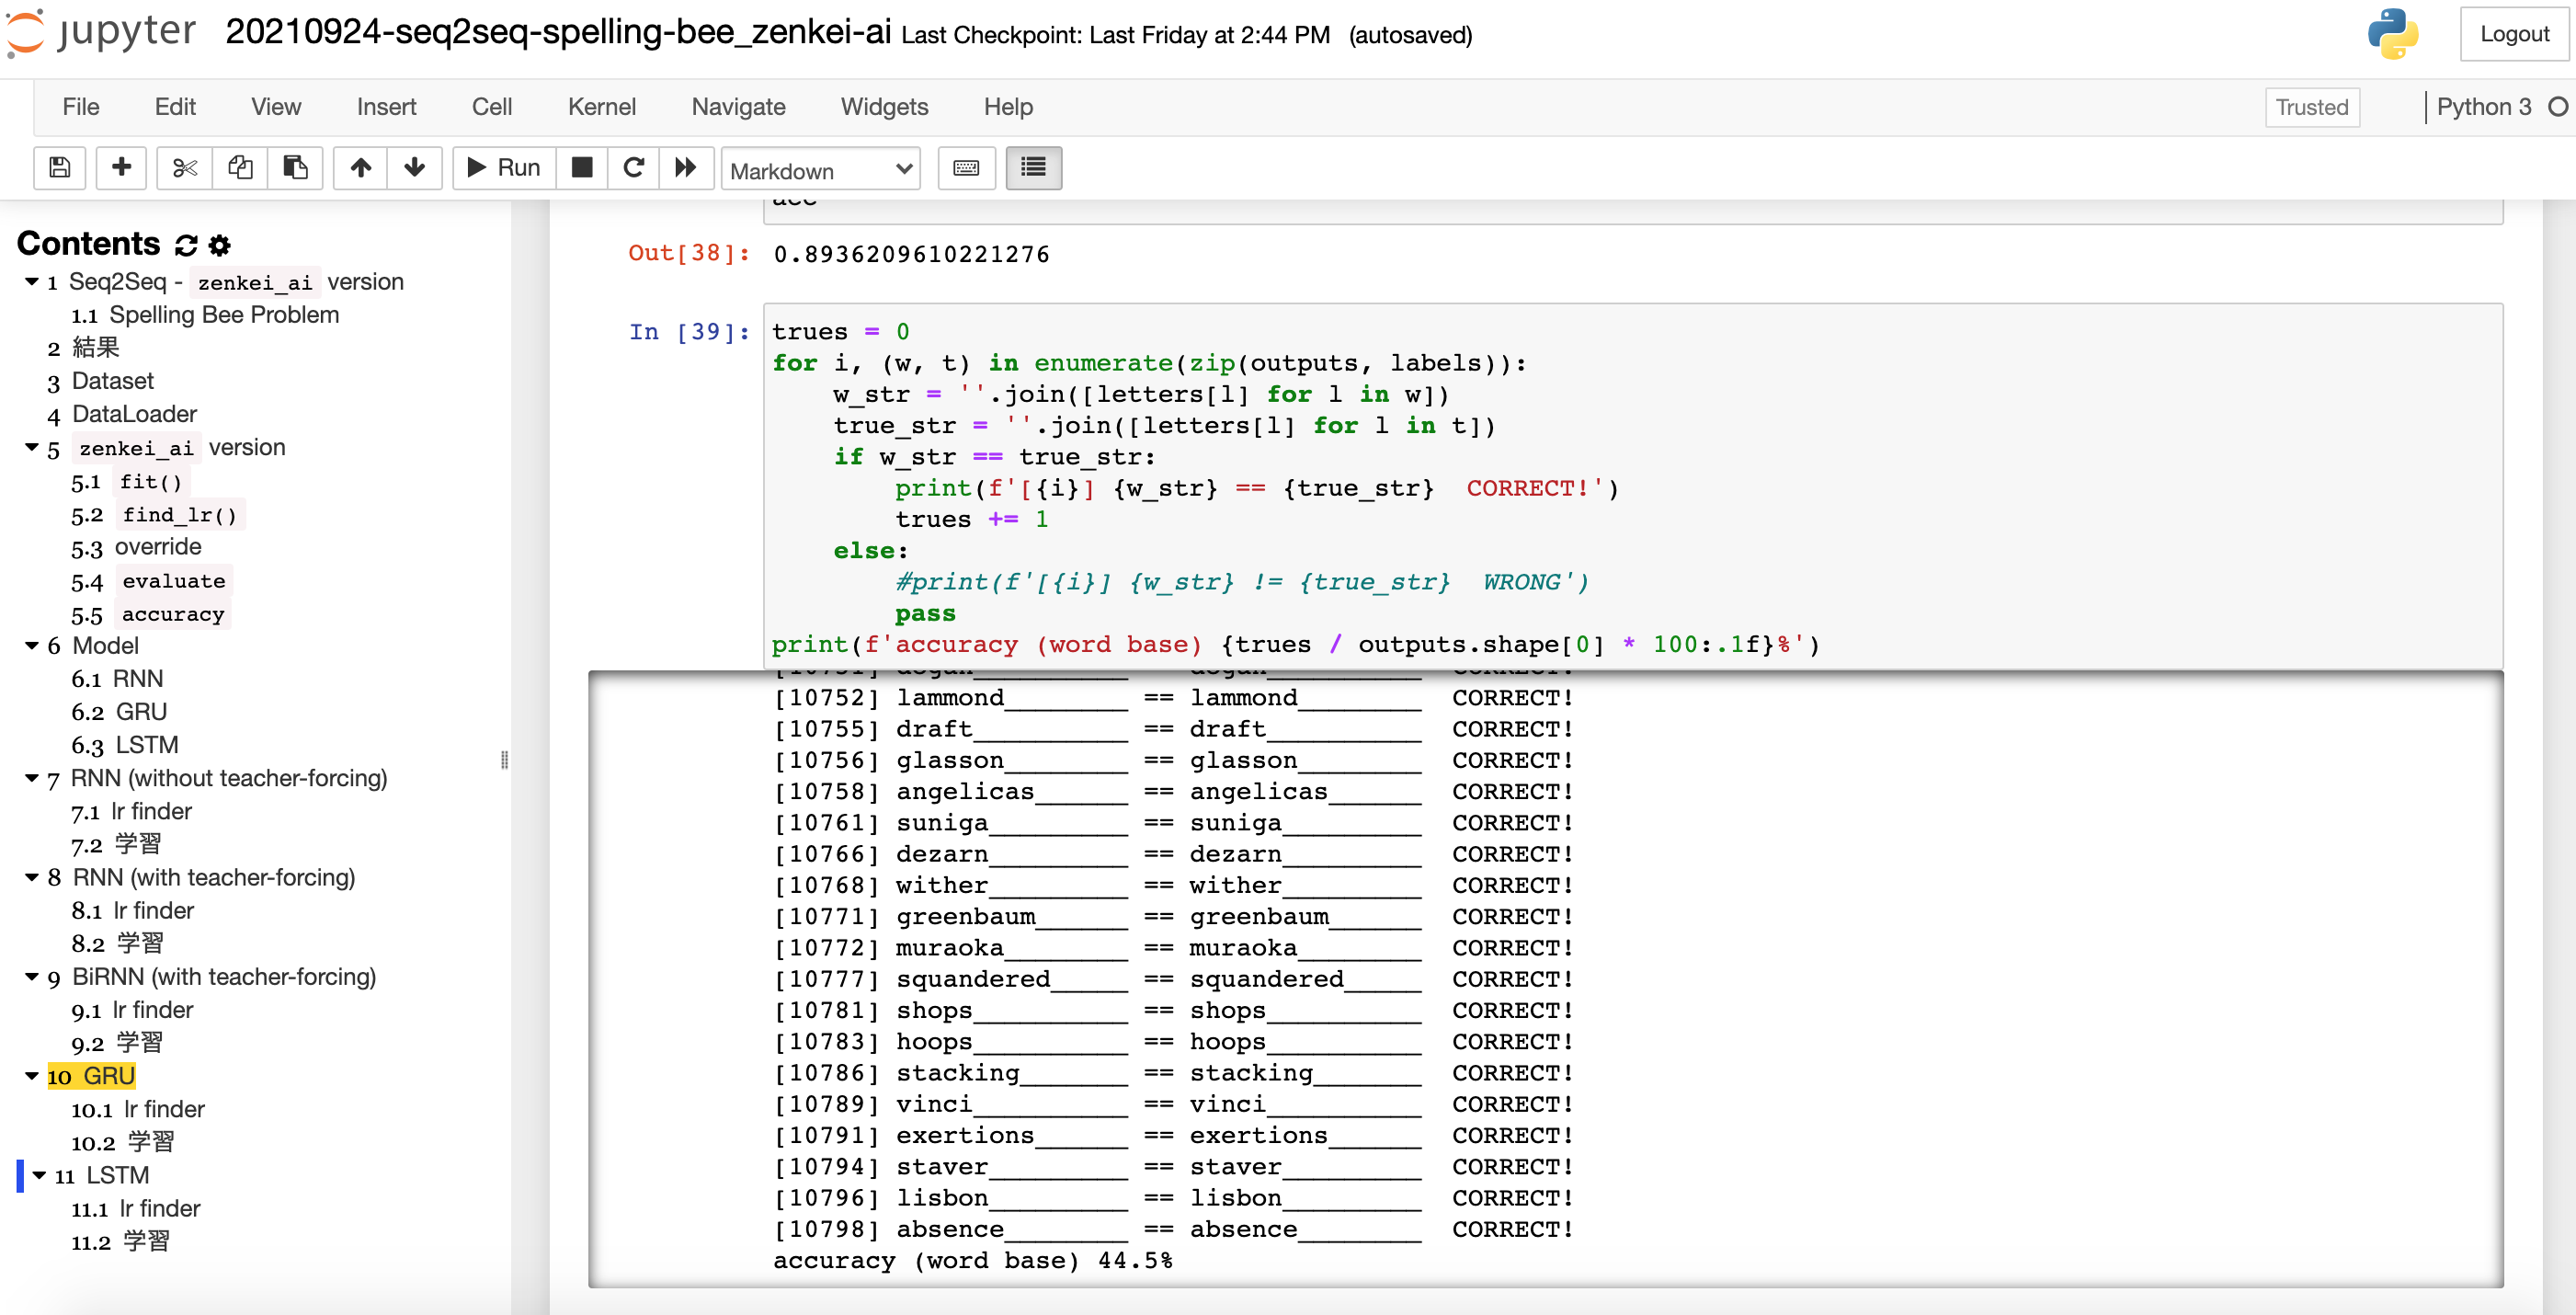 jupyter 20210924-seq2seq-spelling-bee_zenkei-ai Last Checkpoint: Last Friday at 2:44 PM (autosaved)
Logout
File Edit View Insert Cell Kernel Navigate Widgets Help
Trusted
Python 3
Run
Markdown
Contents
1 Seq2Seq - zenkei_ai version
1.1 Spelling Bee Problem
2 結果
3 Dataset
4 DataLoader
5 zenkei_ai version
5.1 fit()
5.2 find_lr()
5.3 override
5.4 evaluate
5.5 accuracy
6 Model
6.1 RNN
6.2 GRU
6.3 LSTM
7 RNN (without teacher-forcing)
7.1 lr finder
7.2 学習
8 RNN (with teacher-forcing)
8.1 lr finder
8.2 学習
9 BiRNN (with teacher-forcing)
9.1 lr finder
9.2 学習
10 GRU
10.1 lr finder
10.2 学習
11 LSTM
11.1 lr finder
11.2 学習
acc
Out[38]: 0.8936209610221276
In [39]: trues = 0
for i, (w, t) in enumerate(zip(outputs, labels)):
    w_str = ''.join([letters[l] for l in w])
    true_str = ''.join([letters[l] for l in t])
    if w_str == true_str:
        print(f'[{i}] {w_str} == {true_str}  CORRECT!')
        trues += 1
    else:
        #print(f'[{i}] {w_str} != {true_str}  WRONG')
        pass
print(f'accuracy (word base) {trues / outputs.shape[0] * 100:.1f}%')
[10751] dogan__________ == dogan__________  CORRECT!
[10752] lammond________ == lammond________  CORRECT!
[10755] draft__________ == draft__________  CORRECT!
[10756] glasson________ == glasson________  CORRECT!
[10758] angelicas______ == angelicas______  CORRECT!
[10761] suniga_________ == suniga_________  CORRECT!
[10766] dezarn_________ == dezarn_________  CORRECT!
[10768] wither_________ == wither_________  CORRECT!
[10771] greenbaum______ == greenbaum______  CORRECT!
[10772] muraoka________ == muraoka________  CORRECT!
[10777] squandered_____ == squandered_____  CORRECT!
[10781] shops__________ == shops__________  CORRECT!
[10783] hoops__________ == hoops__________  CORRECT!
[10786] stacking_______ == stacking_______  CORRECT!
[10789] vinci__________ == vinci__________  CORRECT!
[10791] exertions______ == exertions______  CORRECT!
[10794] staver_________ == staver_________  CORRECT!
[10796] lisbon_________ == lisbon_________  CORRECT!
[10798] absence________ == absence________  CORRECT!
accuracy (word base) 44.5%